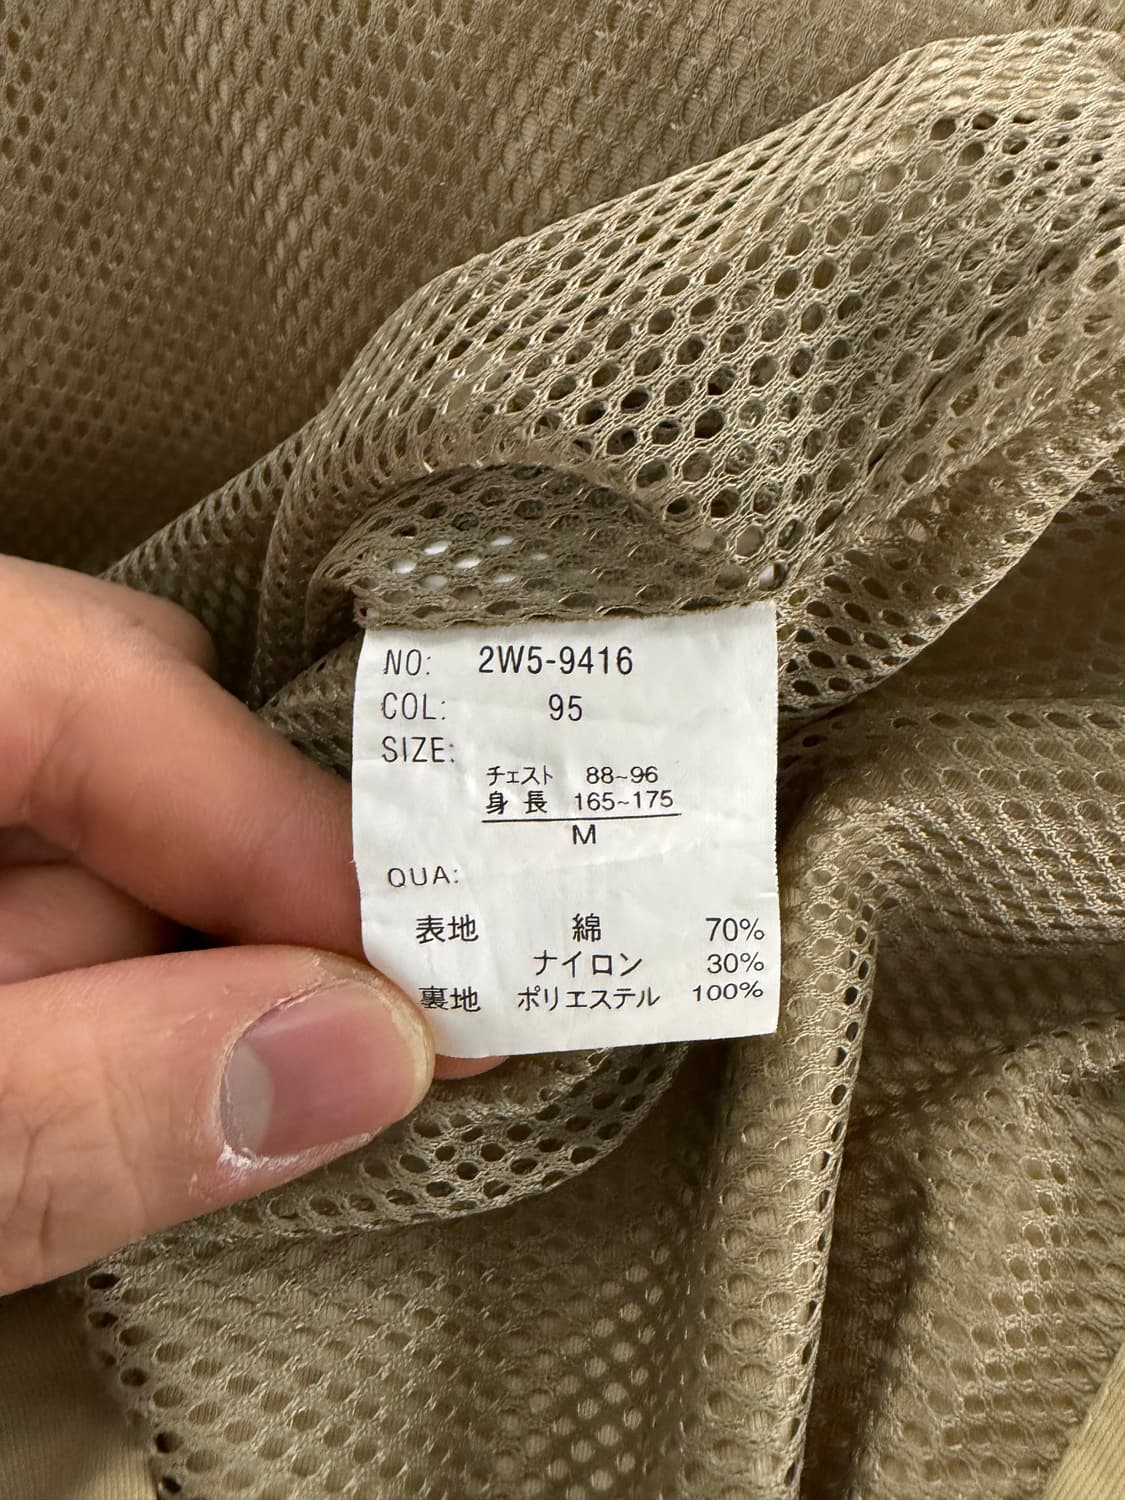 NO: 2W5-9416
COL: 95
SIZE:
チェスト 88~96
身長 165~175
M
QUA:
表地 綿 70%
ナイロン 30%
裏地 ポリエステル 100%